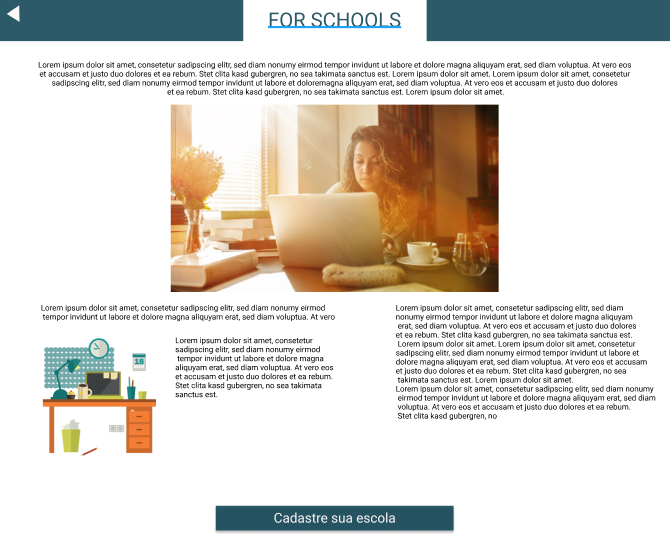 FOR SCHOOLS
Lorem ipsum dolor sit amet, consetetur sadipscing elitr, sed diam nonumy eirmod tempor invidunt ut labore et dolore magna aliquyam erat, sed diam voluptua. At vero eos
et accusam et justo duo dolores et ea rebum. Stet clita kasd gubergren, no sea takimata sanctus est. Lorem ipsum dolor sit amet. Lorem ipsum dolor sit amet, consetetur
sadipscing elitr, sed diam nonumy eirmod tempor invidunt ut labore et doloremagna aliquyam erat, sed diam voluptua. At vero eos et accusam et justo duo dolores
et ea rebum. Stet clita kasd gubergren, no sea takimata sanctus est. Lorem ipsum dolor sit amet.
Lorem ipsum dolor sit amet, consetetur sadipscing elitr, sed diam nonumy eirmod
tempor invidunt ut labore et dolore magna aliquyam erat, sed diam voluptua. At vero
18
Lorem ipsum dolor sit amet, consetetur
sadipscing elitr, sed diam nonumy eirmod
tempor invidunt ut labore et dolore magna
aliquyam erat, sed diam voluptua. At vero eos
et accusam et justo duo dolores et ea rebum.
Stet clita kasd gubergren, no sea takimata
sanctus est.
Lorem ipsum dolor sit amet, consetetur sadipscing elitr, sed diam
nonumy eirmod tempor invidunt ut labore et dolore magna aliquyam
erat, sed diam voluptua. At vero eos et accusam et justo duo dolores
et ea rebum. Stet clita kasd gubergren, no sea takimata sanctus est.
Lorem ipsum dolor sit amet. Lorem ipsum dolor sit amet, consetetur
sadipscing elitr, sed diam nonumy eirmod tempor invidunt ut labore et
dolore magna aliquyam erat, sed diam voluptua. At vero eos et accusam
et justo duo dolores et ea rebum. Stet clita kasd gubergren, no sea
takimata sanctus est. Lorem ipsum dolor sit amet.
Lorem ipsum dolor sit amet, consetetur sadipscing elitr, sed diam nonumy
eirmod tempor invidunt ut labore et dolore magna aliquyam erat, sed diam
voluptua. At vero eos et accusam et justo duo dolores et ea rebum.
Stet clita kasd gubergren, no
Cadastre sua escola